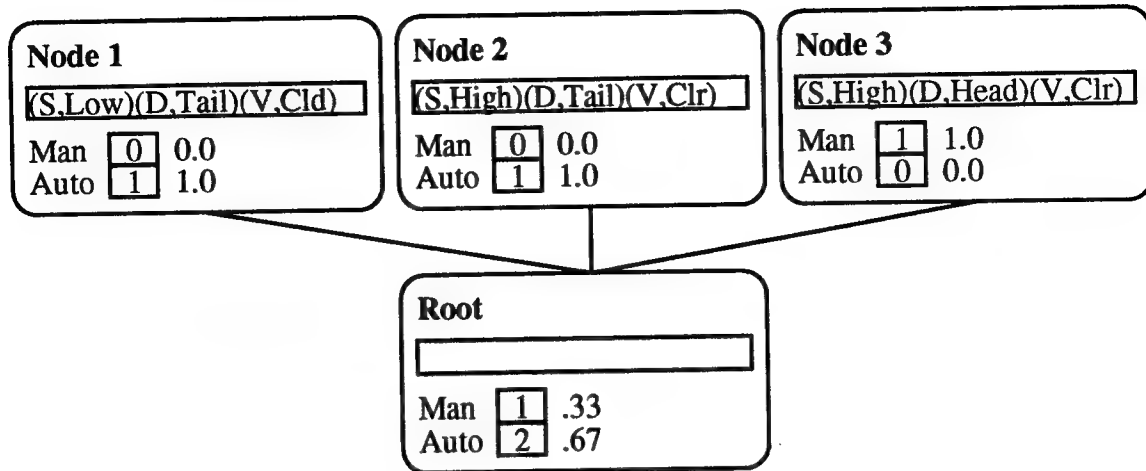 Node 1
(S,Low)(D,Tail)(V,Cld)
Man 0 0.0
Auto 1 1.0
Node 2
(S,High)(D,Tail)(V,Clr)
Man 0 0.0
Auto 1 1.0
Node 3
(S,High)(D,Head)(V,Clr)
Man 1 1.0
Auto 0 0.0
Root
Man 1 .33
Auto 2 .67